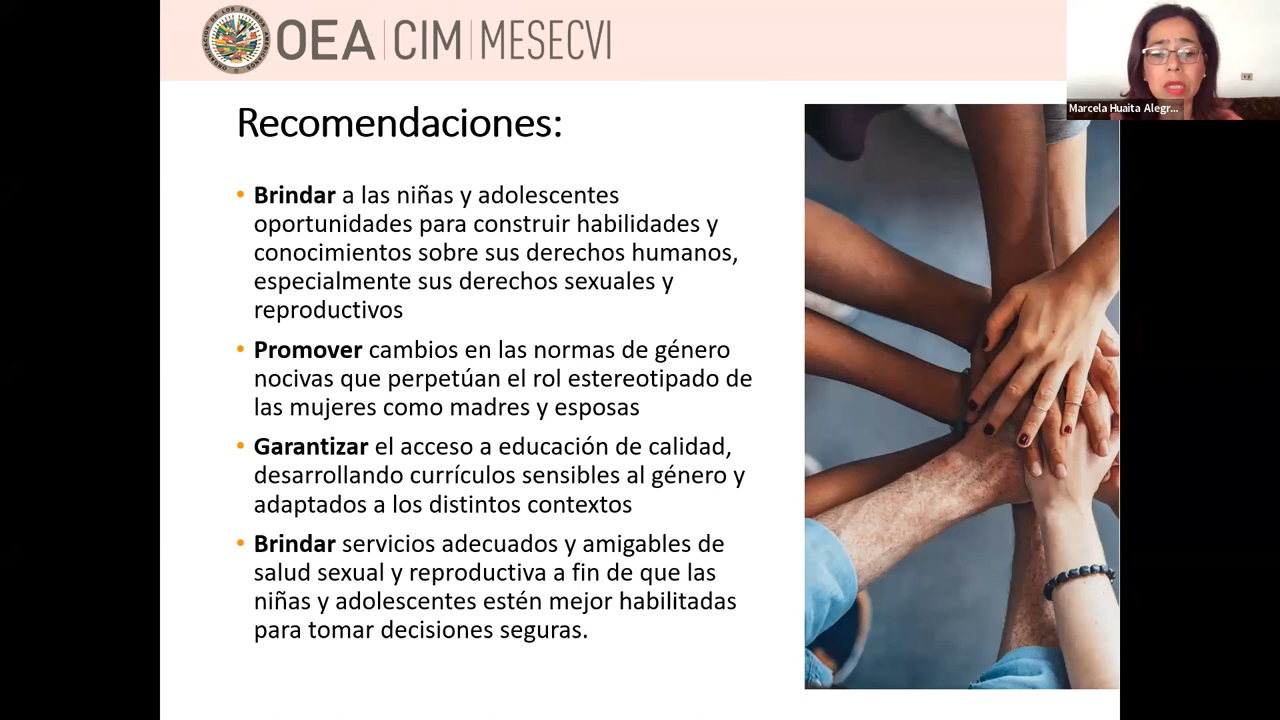 OEA | CIM | MESECVI
Marcela Huaita Alegr...
Recomendaciones:
• Brindar a las niñas y adolescentes
oportunidades para construir habilidades y
conocimientos sobre sus derechos humanos,
especialmente sus derechos sexuales y
reproductivos
• Promover cambios en las normas de género
nocivas que perpetúan el rol estereotipado de
las mujeres como madres y esposas
• Garantizar el acceso a educación de calidad,
desarrollando currículos sensibles al género y
adaptados a los distintos contextos
• Brindar servicios adecuados y amigables de
salud sexual y reproductiva a fin de que las
niñas y adolescentes estén mejor habilitadas
para tomar decisiones seguras.